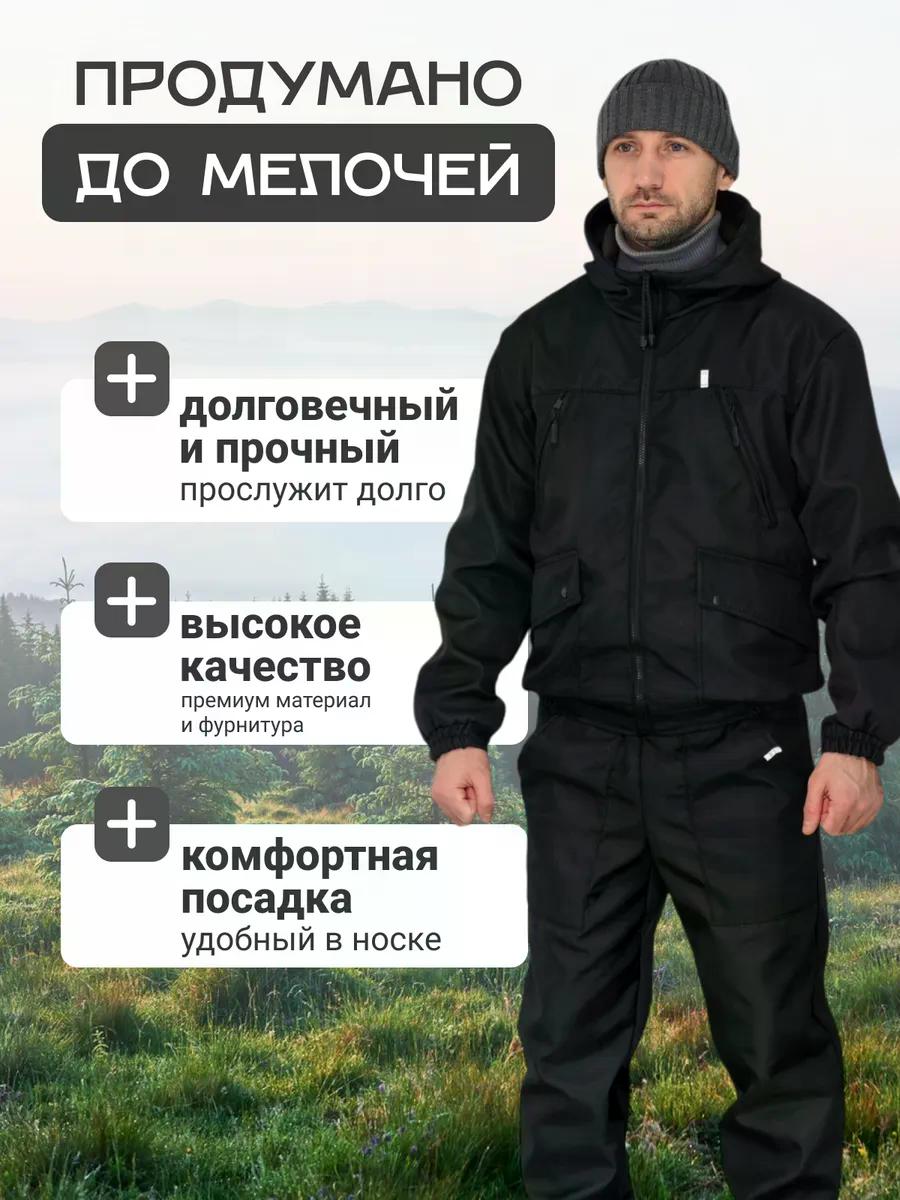 ПРОДУМАНО
ДО МЕЛОЧЕЙ
долговечный
и прочный
прослужит долго
высокое
качество
премиум материал
и фурнитура
комфортная
посадка
удобный в носке